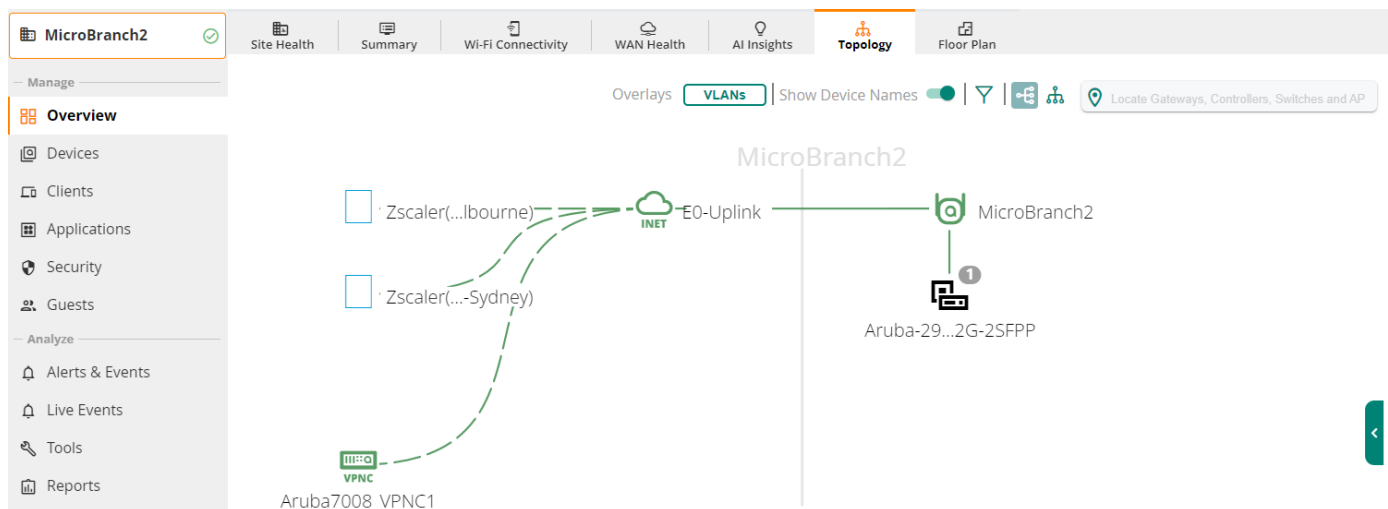 MicroBranch2
Manage
Overview
Devices
Clients
Applications
Security
Guests
Analyze
Alerts & Events
Live Events
Tools
Reports
Site Health
Summary
Wi-Fi Connectivity
WAN Health
AI Insights
Topology
Floor Plan
Overlays
VLANs
Show Device Names
Locate Gateways, Controllers, Switches and AP
MicroBranch2
Zscaler(...lbourne)
INET
E0-Uplink
MicroBranch2
Zscaler(...-Sydney)
1
Aruba-29...2G-2SFPP
VPNC
Aruba7008_VPNC1